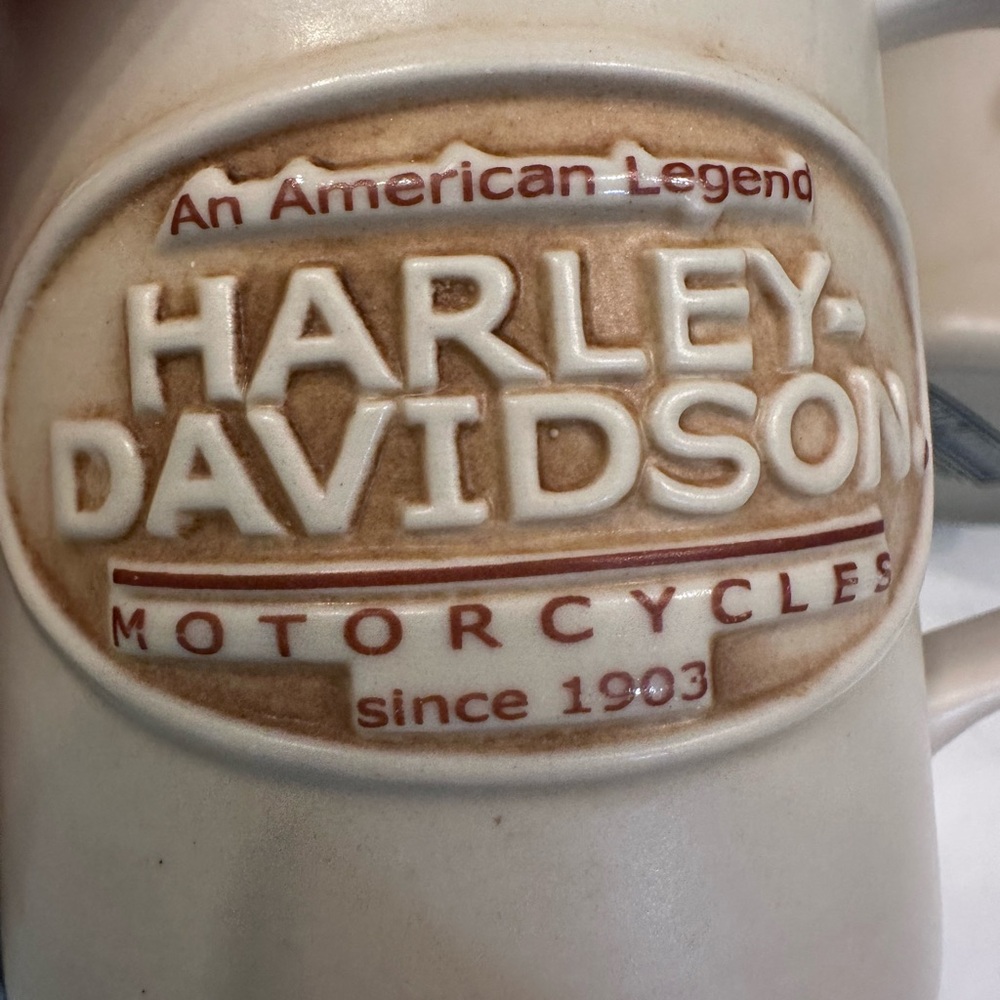 An American Legend
HARLEY-
DAVIDSON
MOTORCYCLES
since 1903